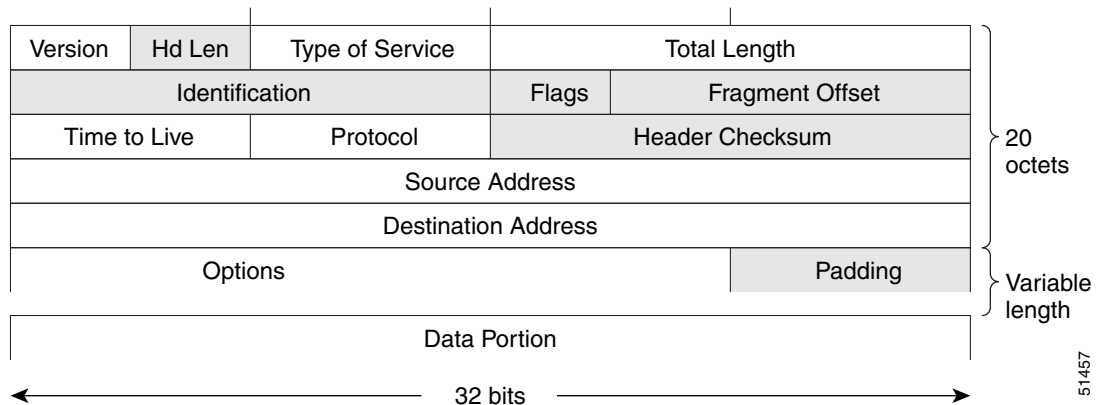 Version Hd Len Type of Service Total Length
Identification Flags Fragment Offset
Time to Live Protocol Header Checksum
20
octets
Source Address
Destination Address
Options Padding
Variable
length
Data Portion
32 bits
51457